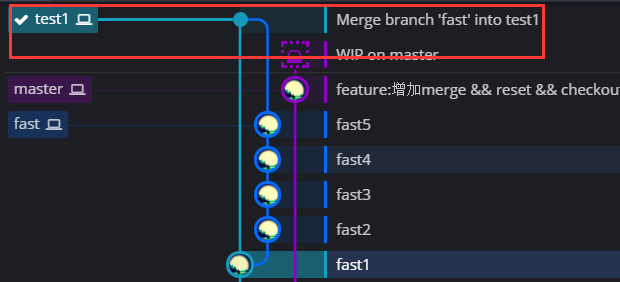 test1 Merge branch 'fast' into test1
WIP on master
master feature:增加merge && reset && checkout
fast fast5
fast4
fast3
fast2
fast1